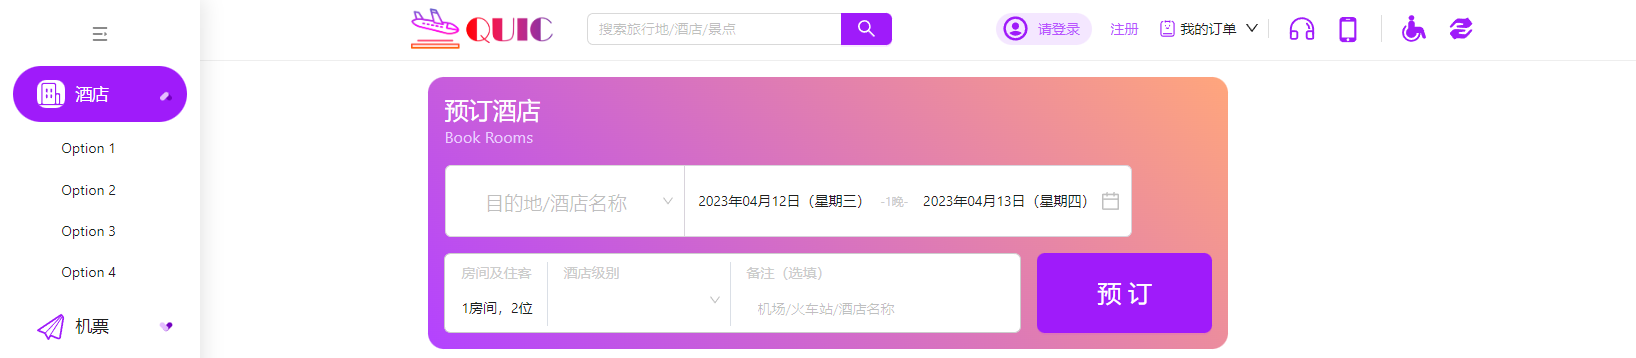 QUIC
搜索旅行地/酒店/景点
请登录
注册
我的订单
酒店
Option 1
Option 2
Option 3
Option 4
机票
预订酒店
Book Rooms
目的地/酒店名称
2023年04月12日（星期三） -1晚- 2023年04月13日（星期四）
房间及住客 酒店级别 备注（选填）
1房间，2位 机场/火车站/酒店名称
预 订